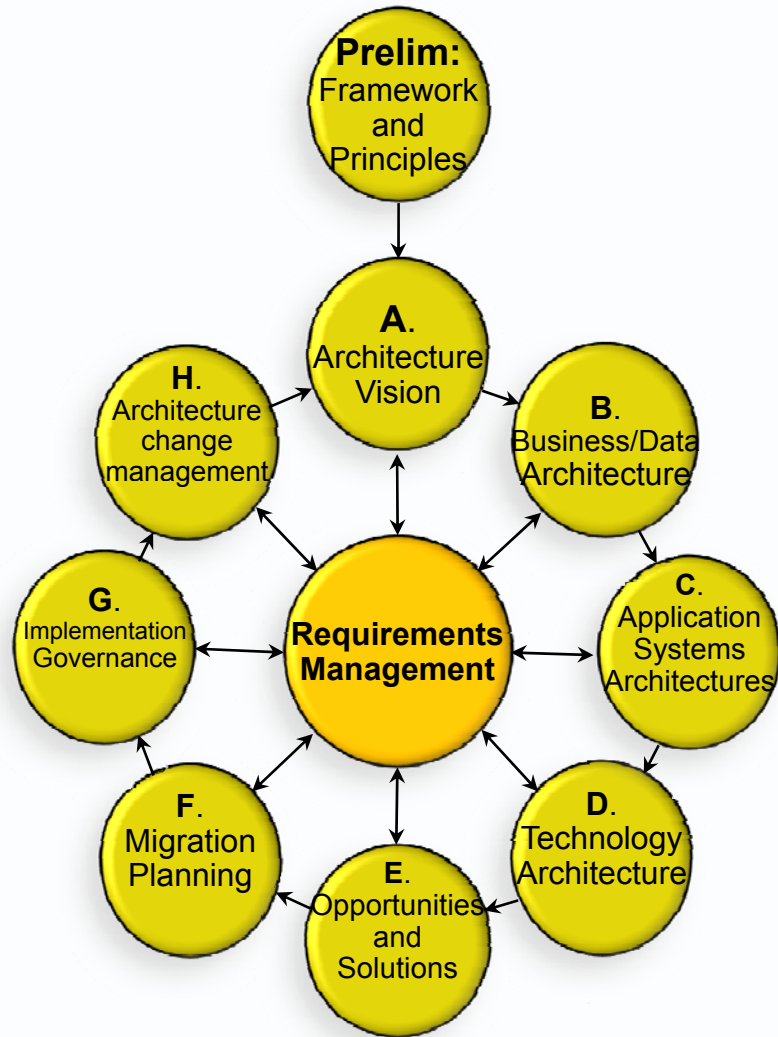 Prelim:
Framework
and
Principles
A.
Architecture
Vision
B.
Business/Data
Architecture
C.
Application
Systems
Architectures
D.
Technology
Architecture
E.
Opportunities
and
Solutions
F.
Migration
Planning
G.
Implementation
Governance
H.
Architecture
change
management
Requirements
Management